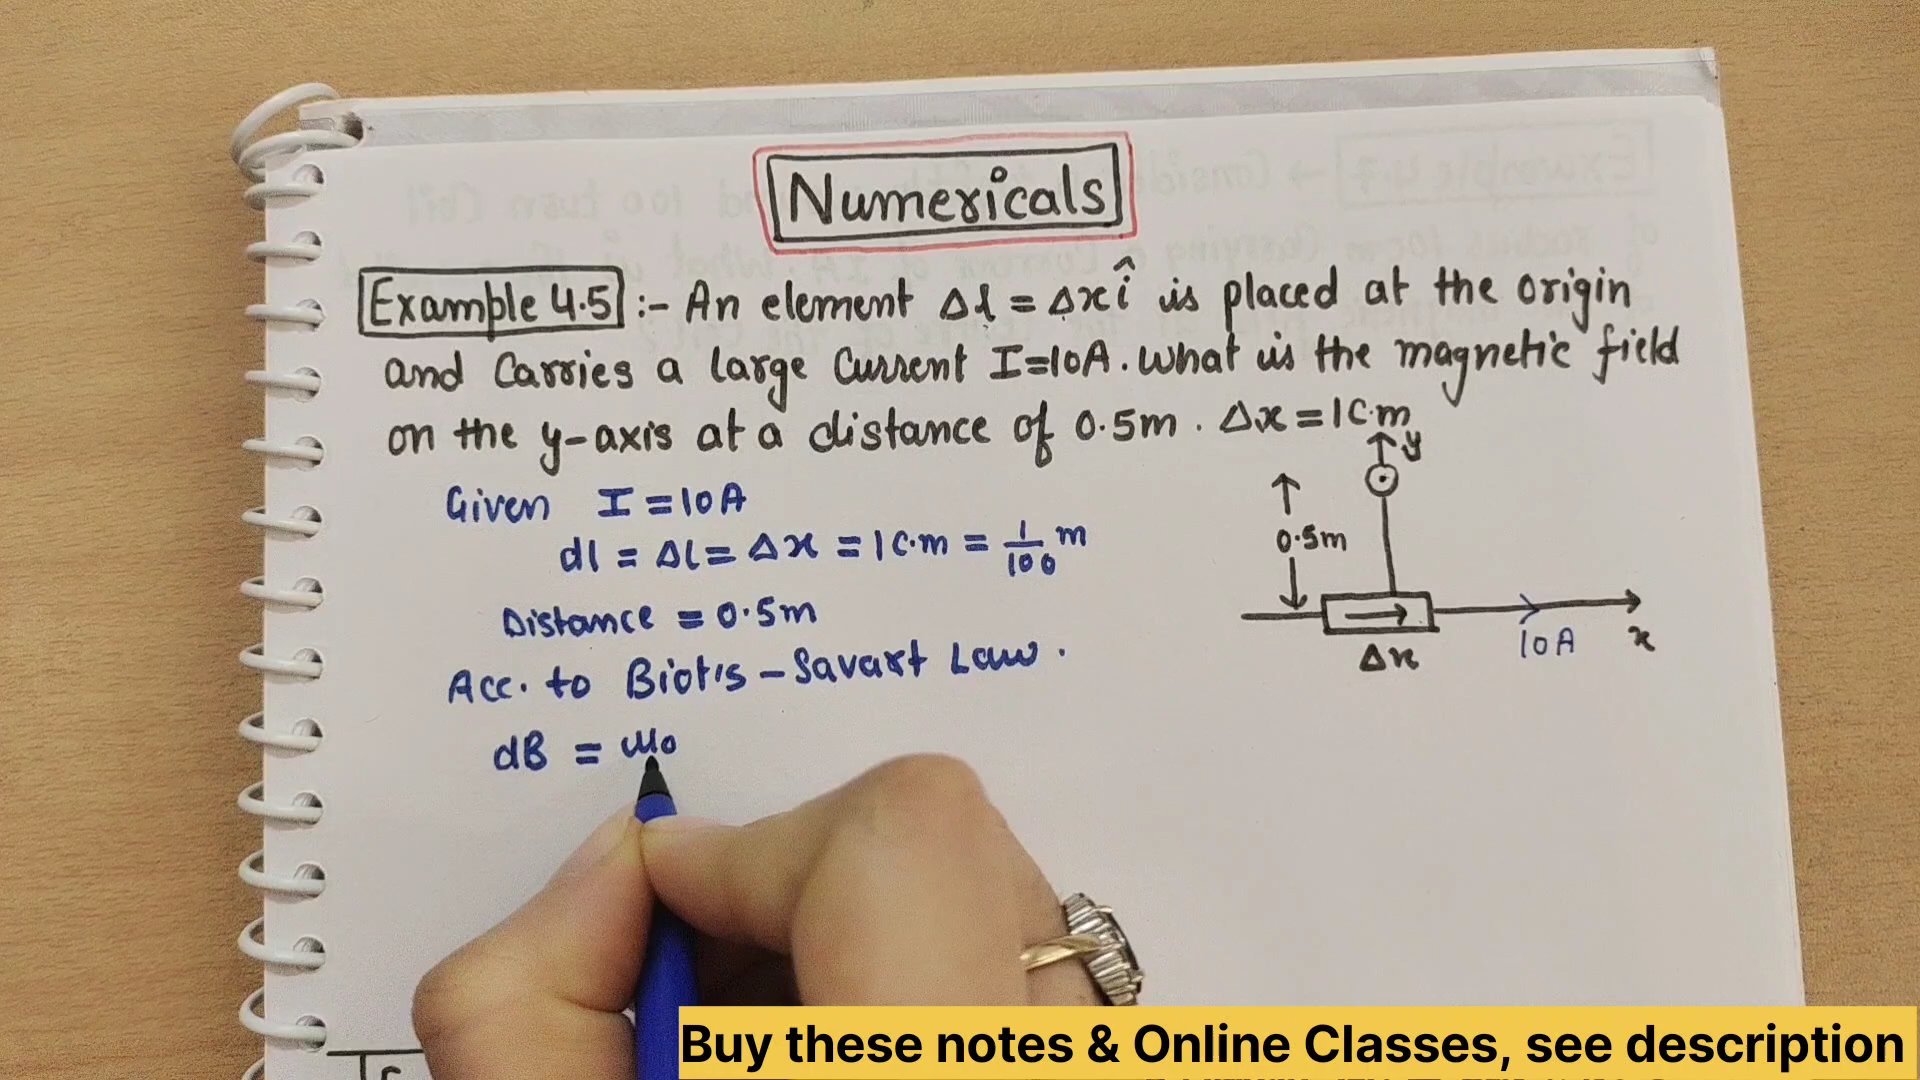 Numericals
Example 4.5 :- An element Δl = Δx î is placed at the origin
and Carries a large Current I=10A. What is the magnetic field
on the y-axis at a distance of 0.5m. Δx = 1C.m
y
Given I = 10A
0.5m
dl = Δl = Δx = 1C.m = 1/100 m
Distance = 0.5m
10A
x
Δx
Acc. to Biot's - Savart Law.
dB = μ0
Buy these notes & Online Classes, see description